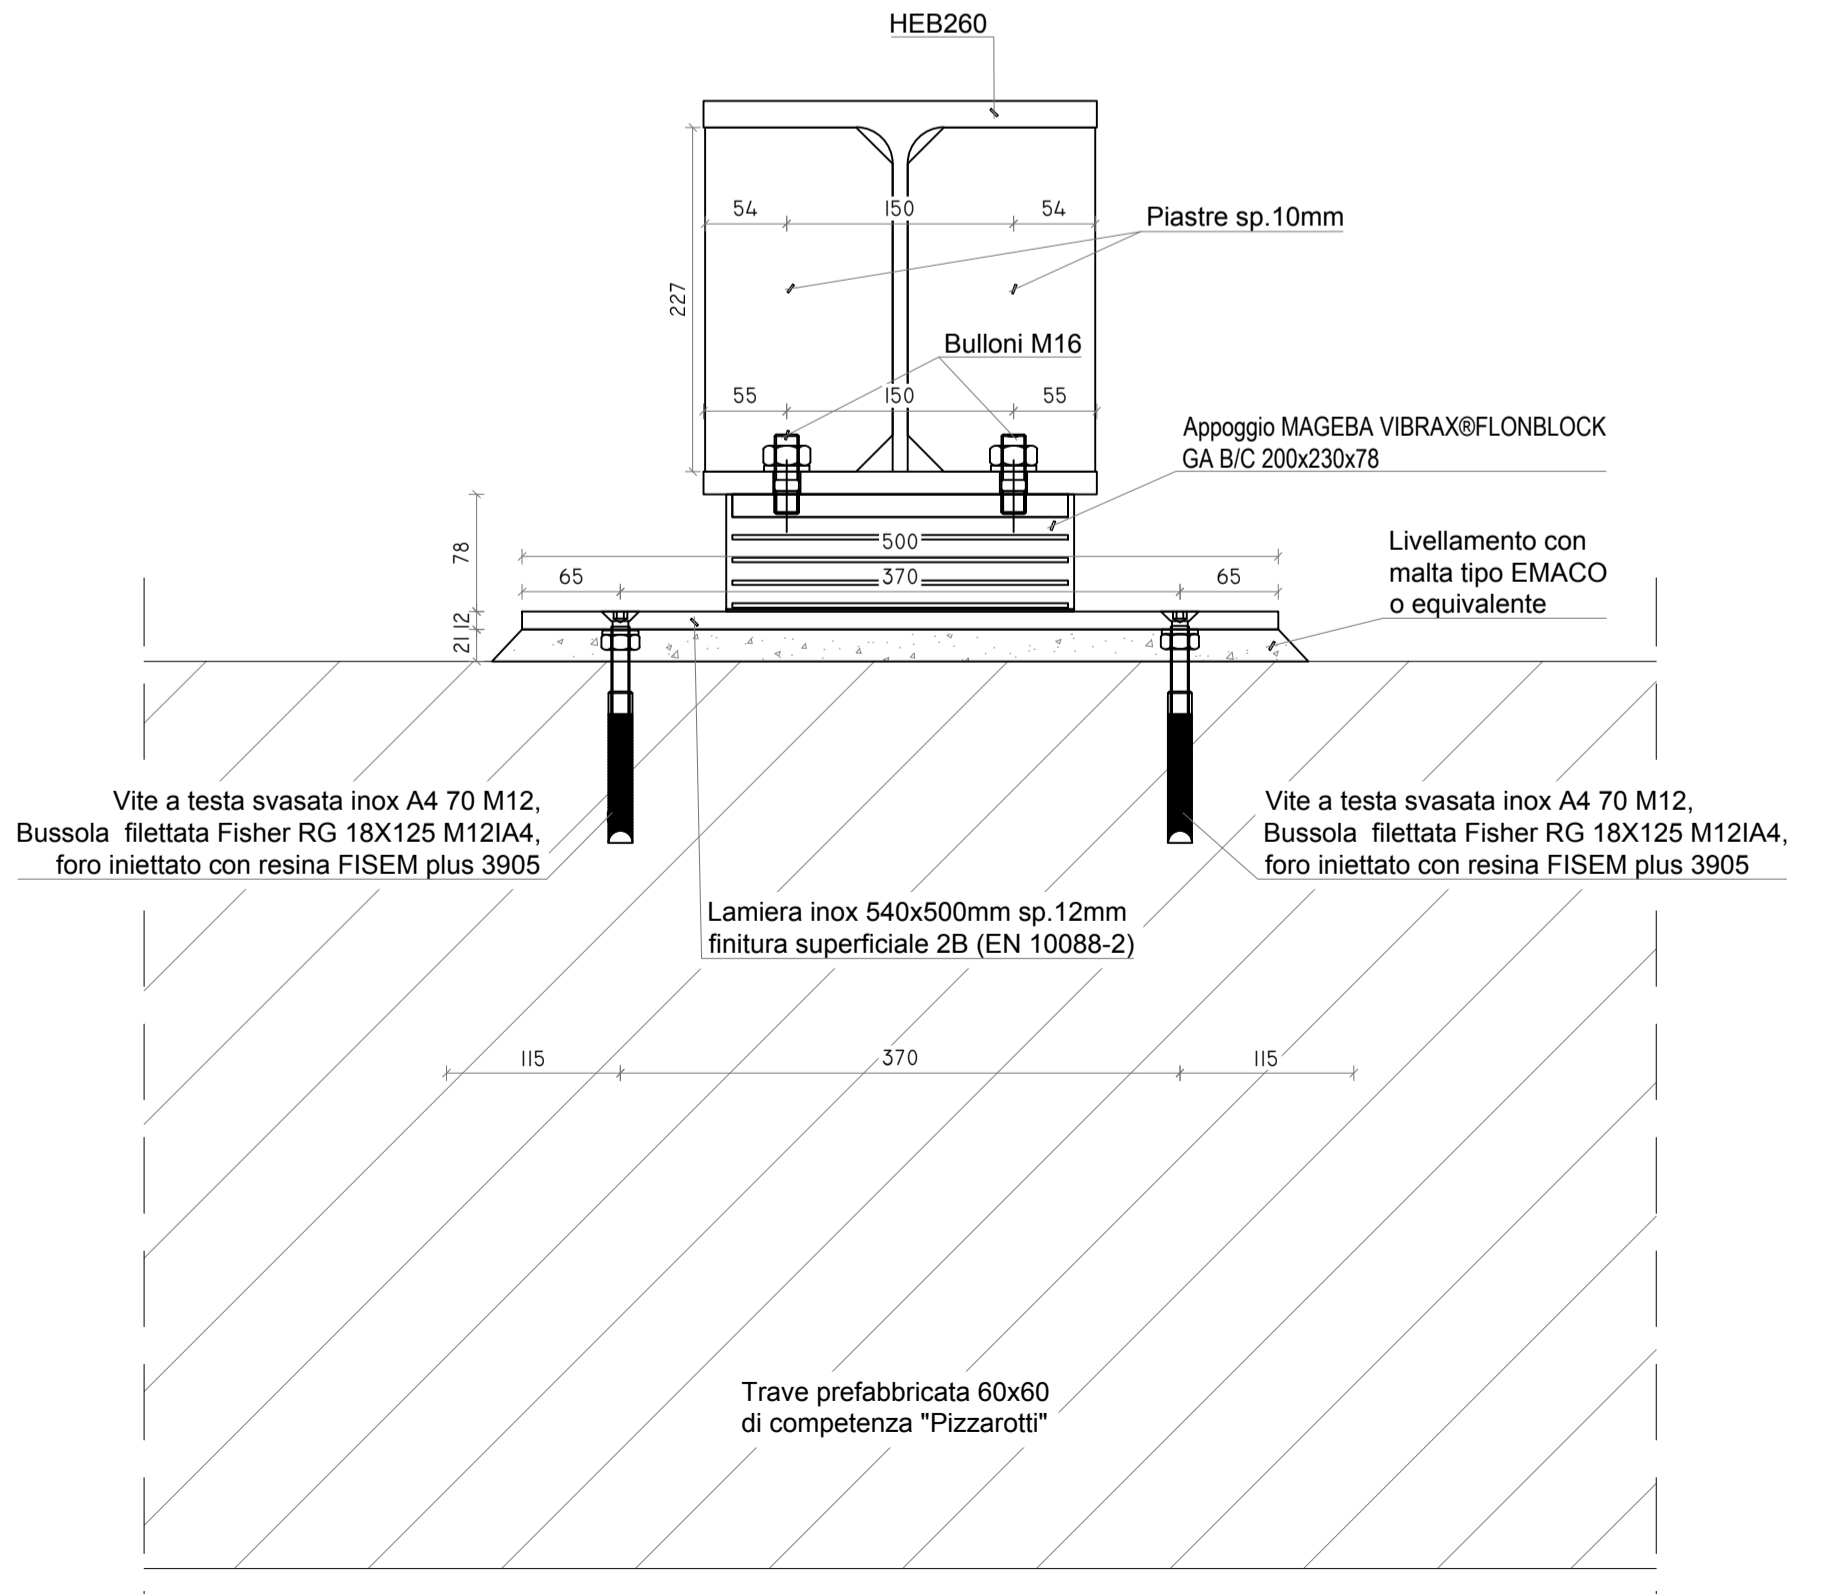 HEB260
54
150
54
Piastre sp.10mm
227
Bulloni M16
55
150
55
Appoggio MAGEBA VIBRAX®FLONBLOCK
GA B/C 200x230x78
78
500
Livellamento con
malta tipo EMACO
o equivalente
65
370
65
12
21
Vite a testa svasata inox A4 70 M12,
Bussola filettata Fisher RG 18X125 M12IA4,
foro iniettato con resina FISEM plus 3905
Vite a testa svasata inox A4 70 M12,
Bussola filettata Fisher RG 18X125 M12IA4,
foro iniettato con resina FISEM plus 3905
Lamiera inox 540x500mm sp.12mm
finitura superficiale 2B (EN 10088-2)
115
370
115
Trave prefabbricata 60x60
di competenza "Pizzarotti"